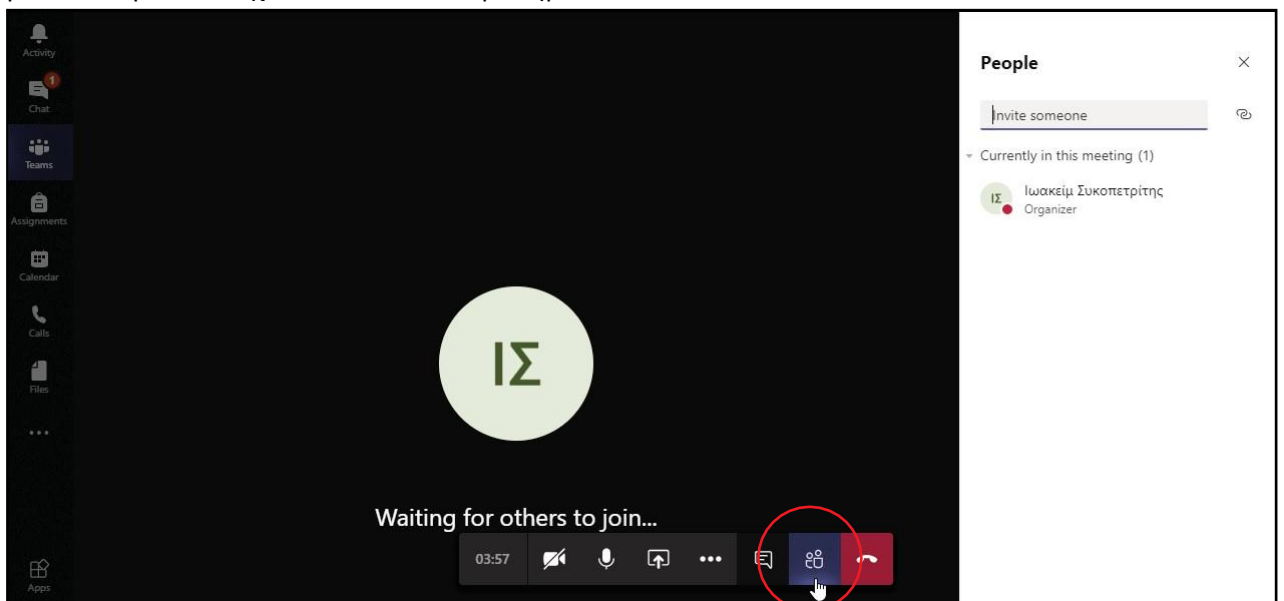 Activity
1
Chat
Teams
Assignments
Calendar
Calls
Files
Apps
ΙΣ
Waiting for others to join...
03:57
People
Invite someone
Currently in this meeting (1)
ΙΣ
Ιωακείμ Συκοπετρίτης
Organizer